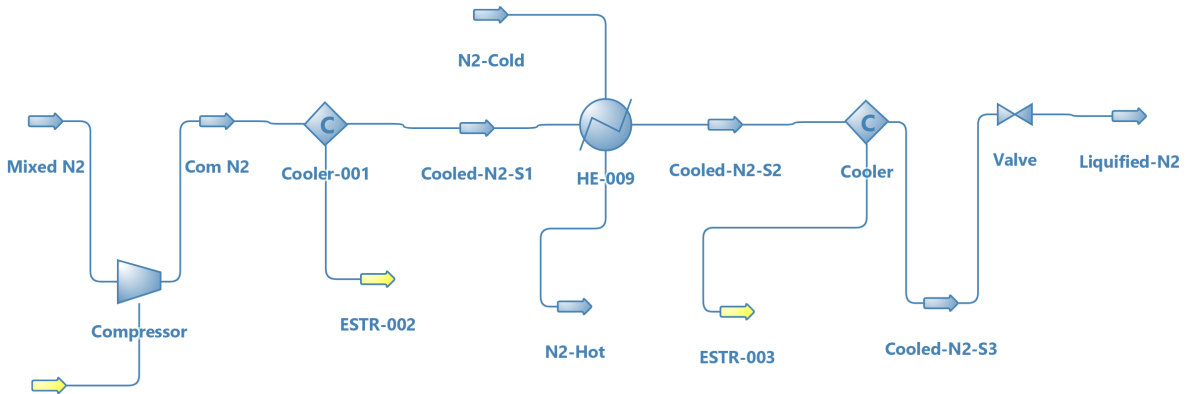 N2-Cold
Mixed N2
Com N2
C
Cooler-001
Cooled-N2-S1
HE-009
Cooled-N2-S2
C
Cooler
Valve
Liquified-N2
Compressor
ESTR-002
N2-Hot
ESTR-003
Cooled-N2-S3